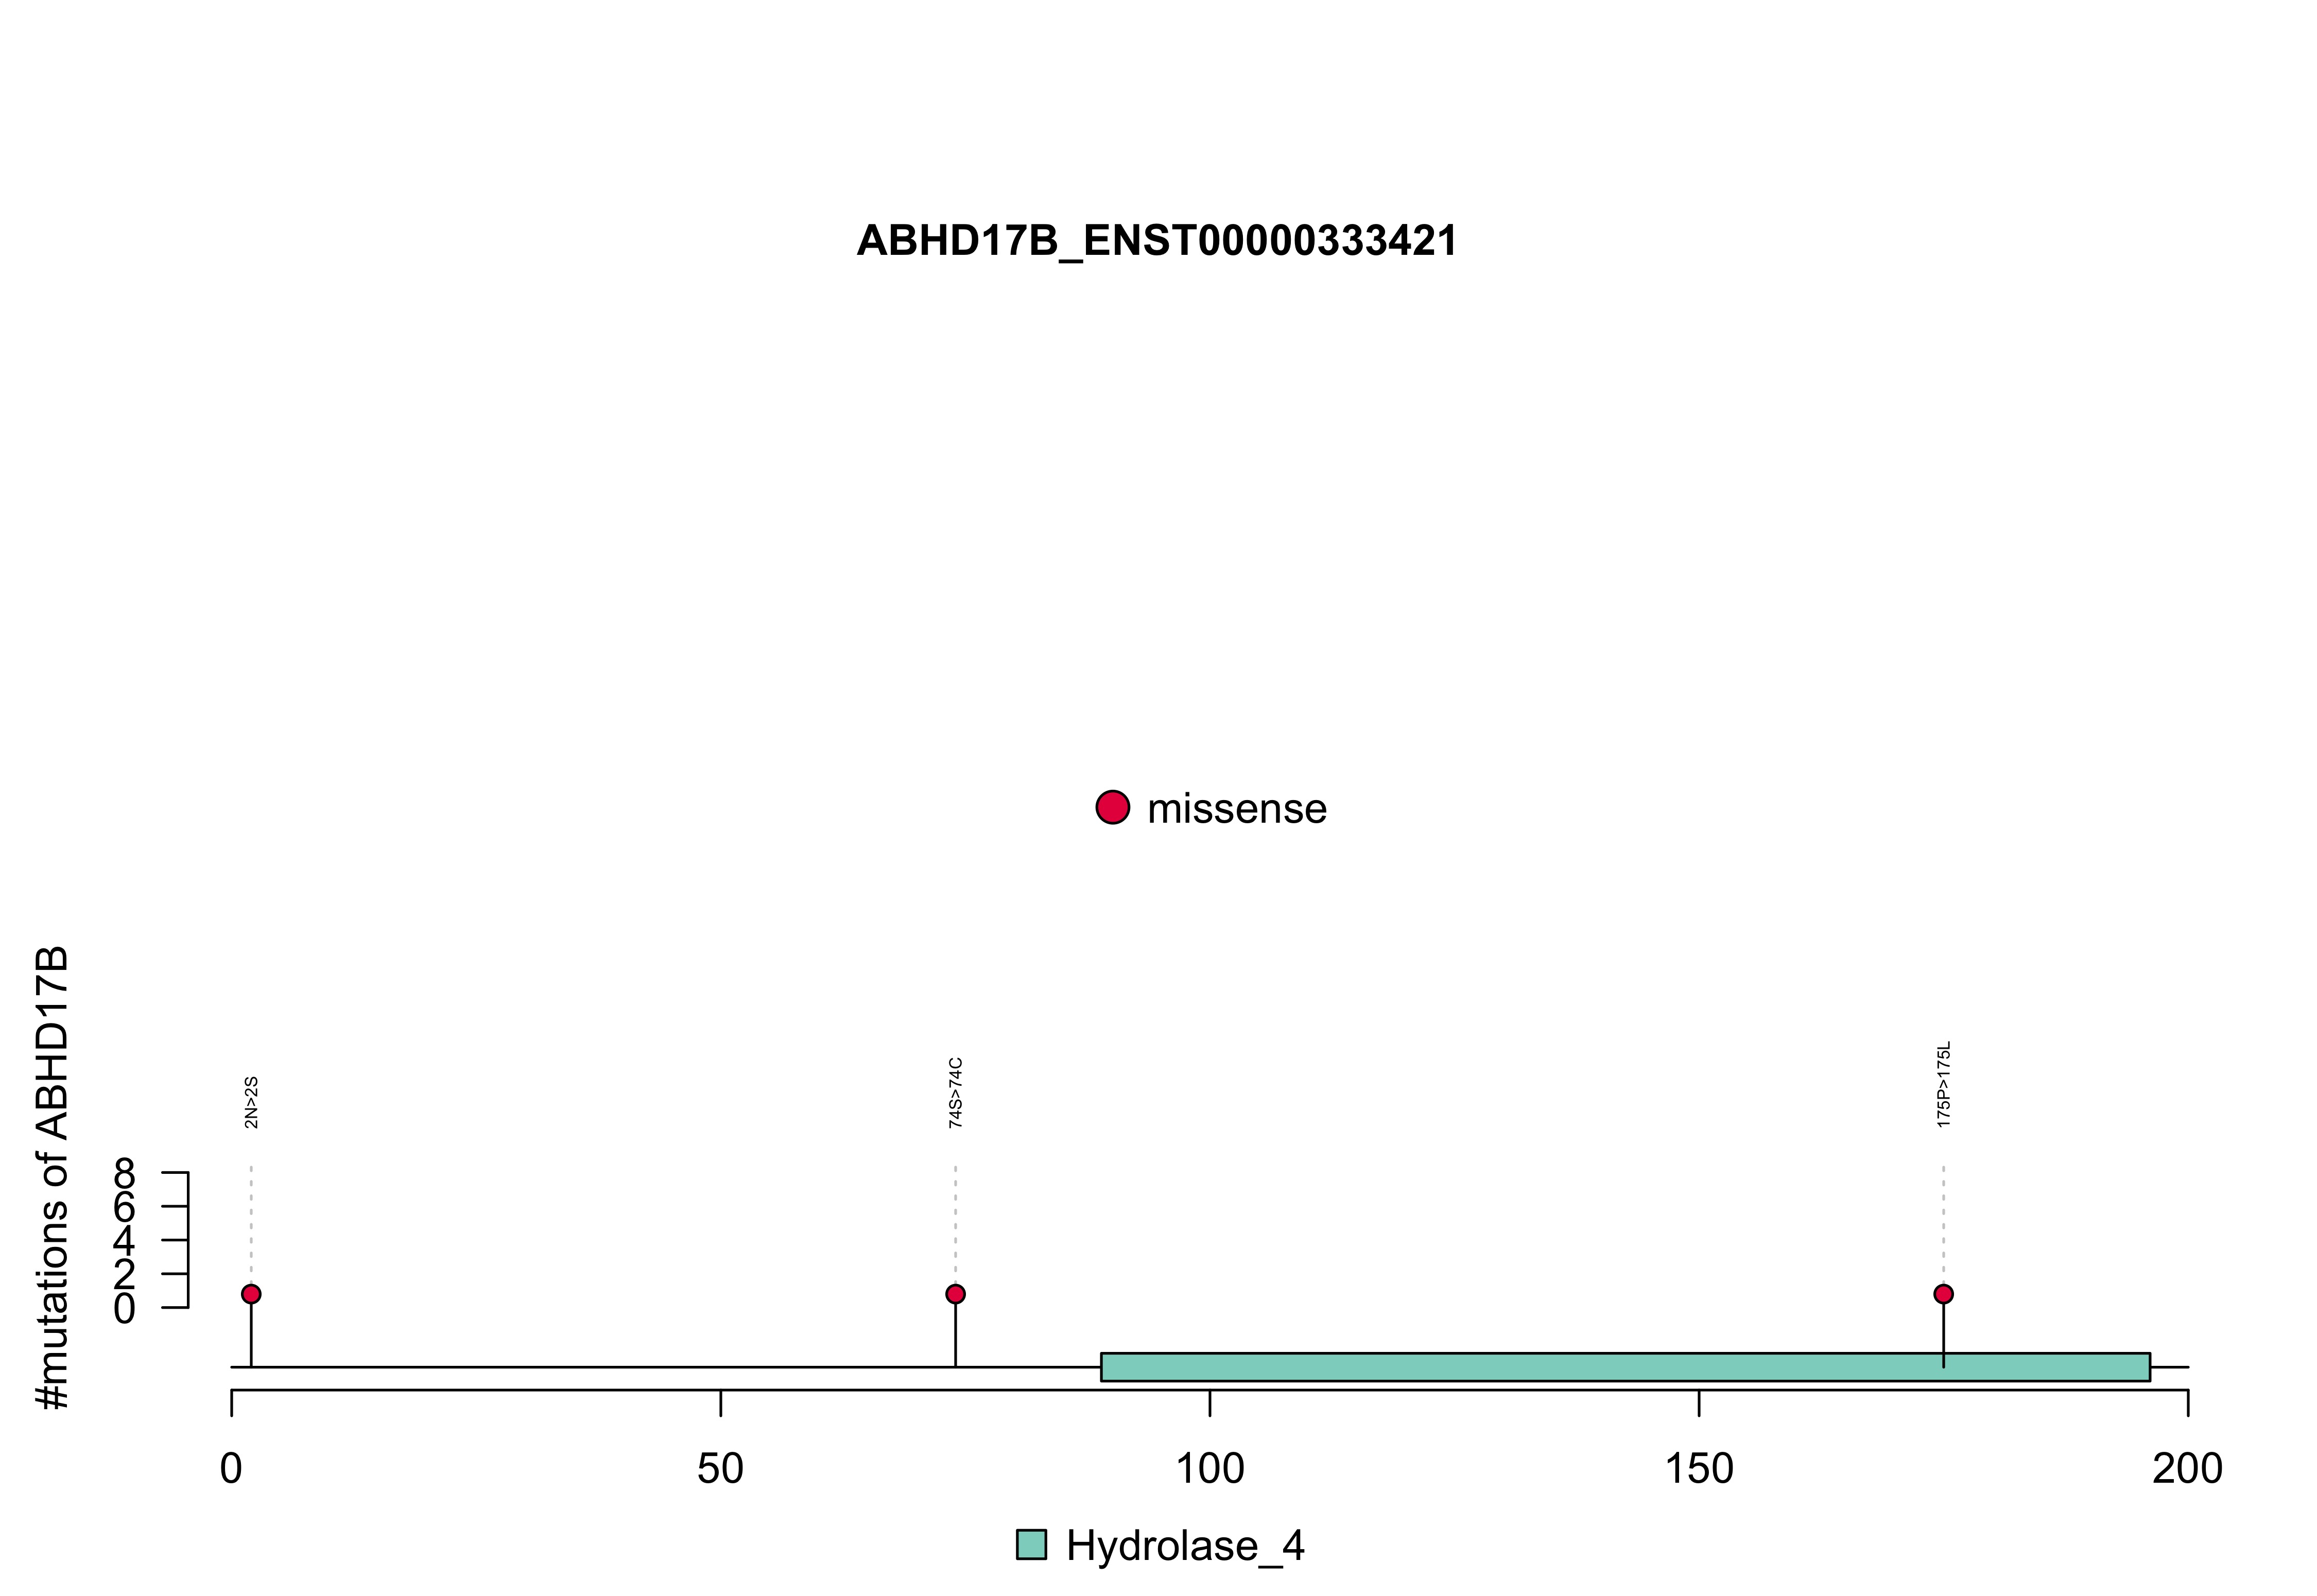 ABHD17B_ENST00000333421
missense
#mutations of ABHD17B
2N>2S
74S>74C
175P>175L
8
6
4
2
0
0 50 100 150 200
Hydrolase_4